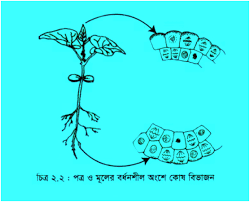 চিত্র ২.২ : পত্র ও মূলের বর্ধনশীল অংশে কোষ বিভাজন